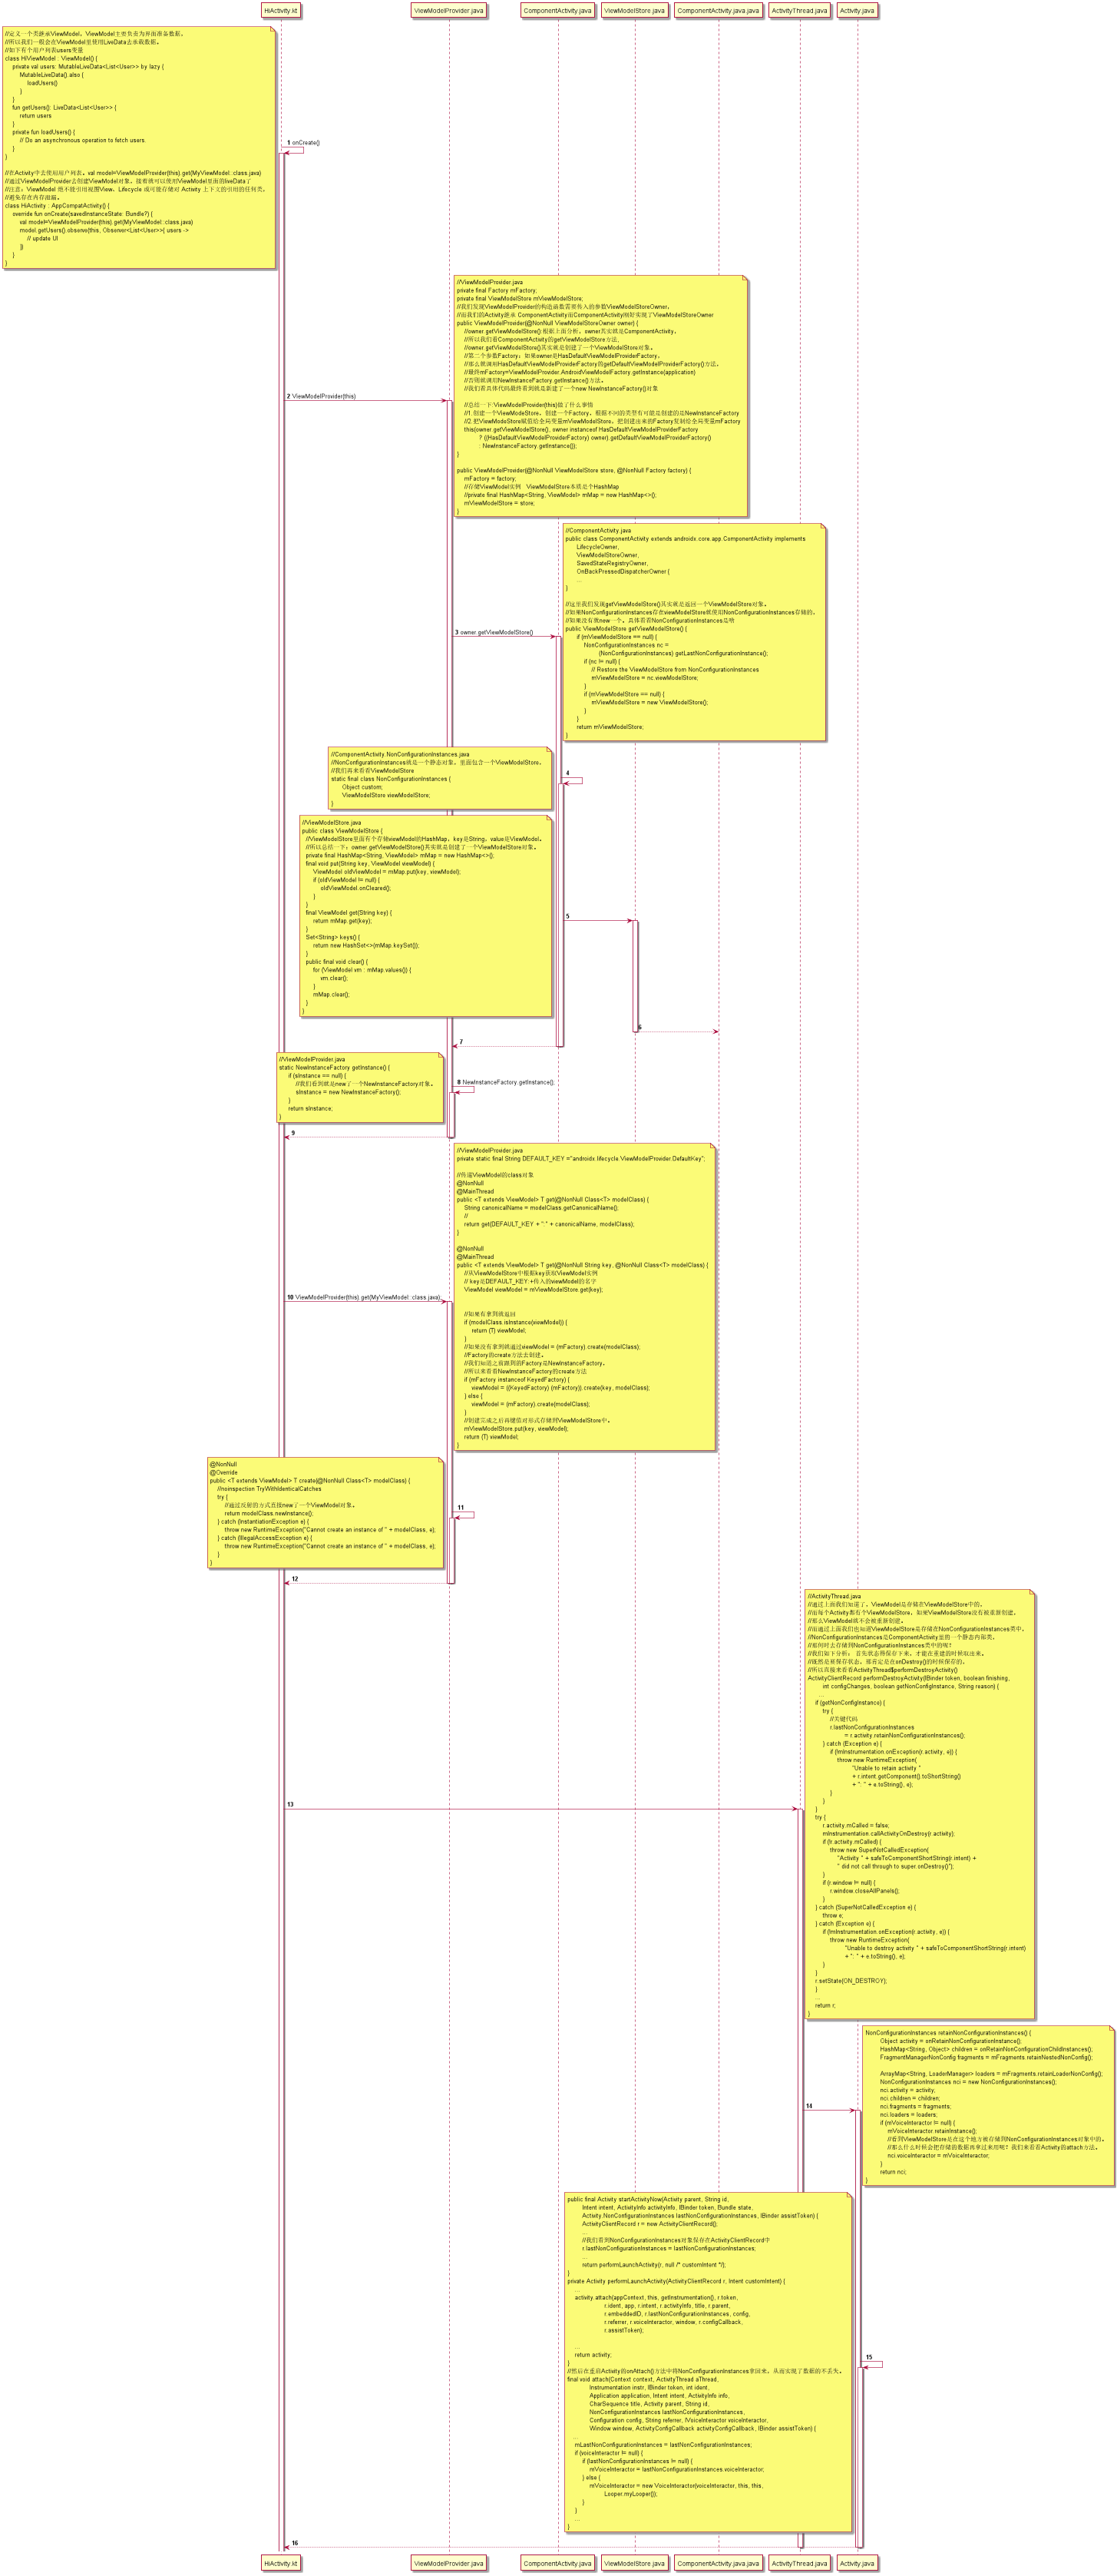 HiActivity.kt
ViewModelProvider.java
ComponentActivity.java
ViewModelStore.java
ComponentActivity.java.java
ActivityThread.java
Activity.java
//定义一个类继承ViewModel，ViewModel主要负责为界面准备数据，
//所以我们一般会在ViewModel里使用LiveData去承载数据。
//如下有个用户列表users变量
class HiViewModel : ViewModel() {
private val users: MutableLiveData<List<User>> by lazy {
MutableLiveData().also {
loadUsers()
}
}
fun getUsers(): LiveData<List<User>> {
return users
}
private fun loadUsers() {
// Do an asynchronous operation to fetch users.
}
}
//在Activity中去使用用户列表。val model=ViewModelProvider(this).get(MyViewModel::class.java)
//通过ViewModelProvider去创建ViewModel对象，接着就可以使用ViewModel里面的liveData了
//注意：ViewModel 绝不能引用视图View、Lifecycle 或可能存储对 Activity 上下文的引用的任何类，
//避免存在内存泄漏。
class HiActivity : AppCompatActivity() {
override fun onCreate(savedInstanceState: Bundle?) {
val model=ViewModelProvider(this).get(MyViewModel::class.java)
model.getUsers().observe(this, Observer<List<User>>{ users ->
// update UI
})
}
}
1 onCreate()
//ViewModelProvider.java
private final Factory mFactory;
private final ViewModelStore mViewModelStore;
//我们发现ViewModelProvider的构造函数需要传入的参数ViewModelStoreOwner，
//而我们的Activity继承 ComponentActivity而ComponentActivity刚好实现了ViewModelStoreOwner
public ViewModelProvider(@NonNull ViewModelStoreOwner owner) {
//owner.getViewModelStore():根据上面分析，owner其实就是ComponentActivity，
//所以我们看ComponentActivity的getViewModelStore方法，
//owner.getViewModelStore()其实就是创建了一个ViewModelStore对象。
//第二个参数Factory：如果owner是HasDefaultViewModelProviderFactory，
//那么就调用HasDefaultViewModelProviderFactory的getDefaultViewModelProviderFactory()方法。
//最终mFactory=ViewModelProvider.AndroidViewModelFactory.getInstance(application)
//否则就调用NewInstanceFactory.getInstance()方法。
//我们看具体代码最终看到就是新建了一个new NewInstanceFactory()对象
//总结一下:ViewModelProvider(this)做了什么事情
//1.创建一个ViewModeStore，创建一个Factory，根据不同的类型有可能是创建的是NewInstanceFactory
//2.把ViewModeStore赋值给全局变量mViewModelStore，把创建出来的Factory复制给全局变量mFactory
this(owner.getViewModelStore(), owner instanceof HasDefaultViewModelProviderFactory
? ((HasDefaultViewModelProviderFactory) owner).getDefaultViewModelProviderFactory()
: NewInstanceFactory.getInstance());
}
public ViewModelProvider(@NonNull ViewModelStore store, @NonNull Factory factory) {
mFactory = factory;
//存储ViewModel实例 ViewModelStore本质是个HashMap
//private final HashMap<String, ViewModel> mMap = new HashMap<>();
mViewModelStore = store;
}
2 ViewModelProvider(this)
//ComponentActivity.java
public class ComponentActivity extends androidx.core.app.ComponentActivity implements
LifecycleOwner,
ViewModelStoreOwner,
SavedStateRegistryOwner,
OnBackPressedDispatcherOwner {
...
}
//这里我们发现getViewModelStore()其实就是返回一个ViewModelStore对象。
//如果NonConfigurationInstances存在viewModelStore就使用NonConfigurationInstances存储的，
//如果没有就new一个。具体看看NonConfigurationInstances是啥
public ViewModelStore getViewModelStore() {
if (mViewModelStore == null) {
NonConfigurationInstances nc =
(NonConfigurationInstances) getLastNonConfigurationInstance();
if (nc != null) {
// Restore the ViewModelStore from NonConfigurationInstances
mViewModelStore = nc.viewModelStore;
}
if (mViewModelStore == null) {
mViewModelStore = new ViewModelStore();
}
}
return mViewModelStore;
}
3 owner.getViewModelStore()
//ComponentActivity.NonConfigurationInstances.java
//NonConfigurationInstances就是一个静态对象，里面包含一个ViewModelStore。
//我们再来看看ViewModelStore
static final class NonConfigurationInstances {
Object custom;
ViewModelStore viewModelStore;
}
4
//ViewModelStore.java
public class ViewModelStore {
//ViewModelStore里面有个存储viewModel的HashMap，key是String，value是ViewModel。
//所以总结一下：owner.getViewModelStore()其实就是创建了一个ViewModelStore对象。
private final HashMap<String, ViewModel> mMap = new HashMap<>();
final void put(String key, ViewModel viewModel) {
ViewModel oldViewModel = mMap.put(key, viewModel);
if (oldViewModel != null) {
oldViewModel.onCleared();
}
}
final ViewModel get(String key) {
return mMap.get(key);
}
Set<String> keys() {
return new HashSet<>(mMap.keySet());
}
public final void clear() {
for (ViewModel vm : mMap.values()) {
vm.clear();
}
mMap.clear();
}
}
5
6
7
//ViewModelProvider.java
static NewInstanceFactory getInstance() {
if (sInstance == null) {
//我们看到就是new了一个NewInstanceFactory对象。
sInstance = new NewInstanceFactory();
}
return sInstance;
}
8 NewInstanceFactory.getInstance();
9
//ViewModelProvider.java
private static final String DEFAULT_KEY ="androidx.lifecycle.ViewModelProvider.DefaultKey";
//传递ViewModel的class对象
@NonNull
@MainThread
public <T extends ViewModel> T get(@NonNull Class<T> modelClass) {
String canonicalName = modelClass.getCanonicalName();
//
return get(DEFAULT_KEY + ":" + canonicalName, modelClass);
}
@NonNull
@MainThread
public <T extends ViewModel> T get(@NonNull String key, @NonNull Class<T> modelClass) {
//从ViewModelStore中根据key获取ViewModel实例
// key是DEFAULT_KEY:+传入的viewModel的名字
ViewModel viewModel = mViewModelStore.get(key);
//如果有拿到就返回
if (modelClass.isInstance(viewModel)) {
return (T) viewModel;
}
//如果没有拿到就通过viewModel = (mFactory).create(modelClass);
//Factory的create方法去创建。
//我们知道之前跟到的Factory是NewInstanceFactory。
//所以来看看NewInstanceFactory的create方法
if (mFactory instanceof KeyedFactory) {
viewModel = ((KeyedFactory) (mFactory)).create(key, modelClass);
} else {
viewModel = (mFactory).create(modelClass);
}
//创建完成之后再键值对形式存储到ViewModelStore中。
mViewModelStore.put(key, viewModel);
return (T) viewModel;
}
10 ViewModelProvider(this).get(MyViewModel::class.java)
@NonNull
@Override
public <T extends ViewModel> T create(@NonNull Class<T> modelClass) {
//noinspection TryWithIdenticalCatches
try {
//通过反射的方式直接new了一个ViewModel对象。
return modelClass.newInstance();
} catch (InstantiationException e) {
throw new RuntimeException("Cannot create an instance of " + modelClass, e);
} catch (IllegalAccessException e) {
throw new RuntimeException("Cannot create an instance of " + modelClass, e);
}
}
11
12
//ActivityThread.java
//通过上面我们知道了，ViewModel是存储在ViewModelStore中的，
//而每个Activity都有个ViewModelStore，如果ViewModelStore没有被重新创建，
//那么ViewModel就不会被重新创建。
//而通过上面我们也知道ViewModelStore是存储在NonConfigurationInstances类中，
//NonConfigurationInstances是ComponentActivity里的一个静态内部类。
//那何时去存储到NonConfigurationInstances类中的呢?
//我们如下分析： 首先状态得保存下来，才能在重建的时候取出来。
//既然是要保存状态，那肯定是在onDestroy()的时候保存的。
//所以直接来看看ActivityThread$performDestroyActivity()
ActivityClientRecord performDestroyActivity(IBinder token, boolean finishing,
int configChanges, boolean getNonConfigInstance, String reason) {
...
if (getNonConfigInstance) {
try {
//关键代码
r.lastNonConfigurationInstances
= r.activity.retainNonConfigurationInstances();
} catch (Exception e) {
if (!mInstrumentation.onException(r.activity, e)) {
throw new RuntimeException(
"Unable to retain activity "
+ r.intent.getComponent().toShortString()
+ ": " + e.toString(), e);
}
}
}
try {
r.activity.mCalled = false;
mInstrumentation.callActivityOnDestroy(r.activity);
if (!r.activity.mCalled) {
throw new SuperNotCalledException(
"Activity " + safeToComponentShortString(r.intent) +
" did not call through to super.onDestroy()");
}
if (r.window != null) {
r.window.closeAllPanels();
}
} catch (SuperNotCalledException e) {
throw e;
} catch (Exception e) {
if (!mInstrumentation.onException(r.activity, e)) {
throw new RuntimeException(
"Unable to destroy activity " + safeToComponentShortString(r.intent)
+ ": " + e.toString(), e);
}
}
r.setState(ON_DESTROY);
}
...
return r;
}
13
NonConfigurationInstances retainNonConfigurationInstances() {
Object activity = onRetainNonConfigurationInstance();
HashMap<String, Object> children = onRetainNonConfigurationChildInstances();
FragmentManagerNonConfig fragments = mFragments.retainNestedNonConfig();
ArrayMap<String, LoaderManager> loaders = mFragments.retainLoaderNonConfig();
NonConfigurationInstances nci = new NonConfigurationInstances();
nci.activity = activity;
nci.children = children;
nci.fragments = fragments;
nci.loaders = loaders;
if (mVoiceInteractor != null) {
mVoiceInteractor.retainInstance();
//看到ViewModelStore是在这个地方被存储到NonConfigurationInstances对象中的。
//那么什么时候会把存储的数据再拿过来用呢？我们来看看Activity的attach方法。
nci.voiceInteractor = mVoiceInteractor;
}
return nci;
}
14
public final Activity startActivityNow(Activity parent, String id,
Intent intent, ActivityInfo activityInfo, IBinder token, Bundle state,
Activity.NonConfigurationInstances lastNonConfigurationInstances, IBinder assistToken) {
ActivityClientRecord r = new ActivityClientRecord();
...
//我们看到NonConfigurationInstances对象保存在ActivityClientRecord中
r.lastNonConfigurationInstances = lastNonConfigurationInstances;
...
return performLaunchActivity(r, null /* customIntent */);
}
private Activity performLaunchActivity(ActivityClientRecord r, Intent customIntent) {
...
activity.attach(appContext, this, getInstrumentation(), r.token,
r.ident, app, r.intent, r.activityInfo, title, r.parent,
r.embeddedID, r.lastNonConfigurationInstances, config,
r.referrer, r.voiceInteractor, window, r.configCallback,
r.assistToken);
...
return activity;
}
//然后在重启Activity的onAttach()方法中将NonConfigurationInstances拿回来，从而实现了数据的不丢失。
final void attach(Context context, ActivityThread aThread,
Instrumentation instr, IBinder token, int ident,
Application application, Intent intent, ActivityInfo info,
CharSequence title, Activity parent, String id,
NonConfigurationInstances lastNonConfigurationInstances,
Configuration config, String referrer, IVoiceInteractor voiceInteractor,
Window window, ActivityConfigCallback activityConfigCallback, IBinder assistToken) {
...
mLastNonConfigurationInstances = lastNonConfigurationInstances;
if (voiceInteractor != null) {
if (lastNonConfigurationInstances != null) {
mVoiceInteractor = lastNonConfigurationInstances.voiceInteractor;
} else {
mVoiceInteractor = new VoiceInteractor(voiceInteractor, this, this,
Looper.myLooper());
}
}
...
}
15
16
HiActivity.kt
ViewModelProvider.java
ComponentActivity.java
ViewModelStore.java
ComponentActivity.java.java
ActivityThread.java
Activity.java